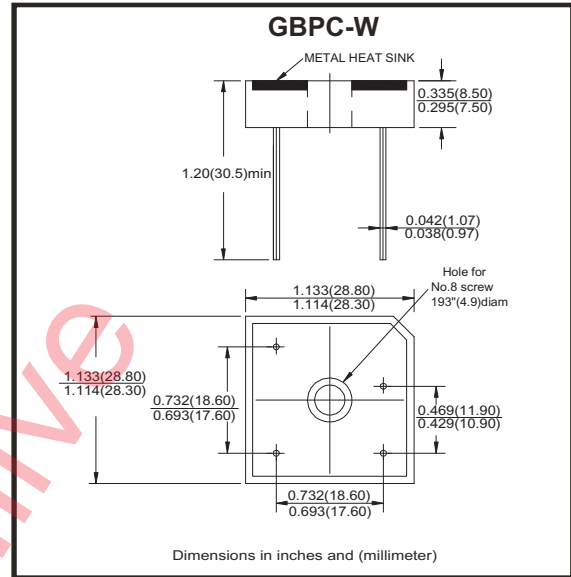 GBPC-W
METAL HEAT SINK
0.335(8.50)
0.295(7.50)
1.20(30.5)min
0.042(1.07)
0.038(0.97)
Hole for
No.8 screw
193"(4.9)diam
1.133(28.80)
1.114(28.30)
1.133(28.80)
1.114(28.30)
0.732(18.60)
0.693(17.60)
0.469(11.90)
0.429(10.90)
0.732(18.60)
0.693(17.60)
Dimensions in inches and (millimeter)